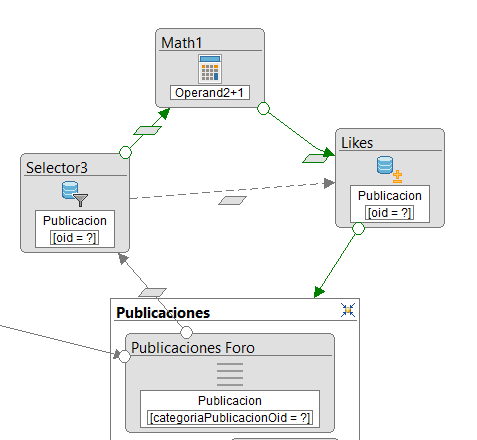 Math1
Operand2+1
Selector3
Publicacion
[oid = ?]
Likes
Publicacion
[oid = ?]
Publicaciones
Publicaciones Foro
Publicacion
[categoriaPublicacionOid = ?]